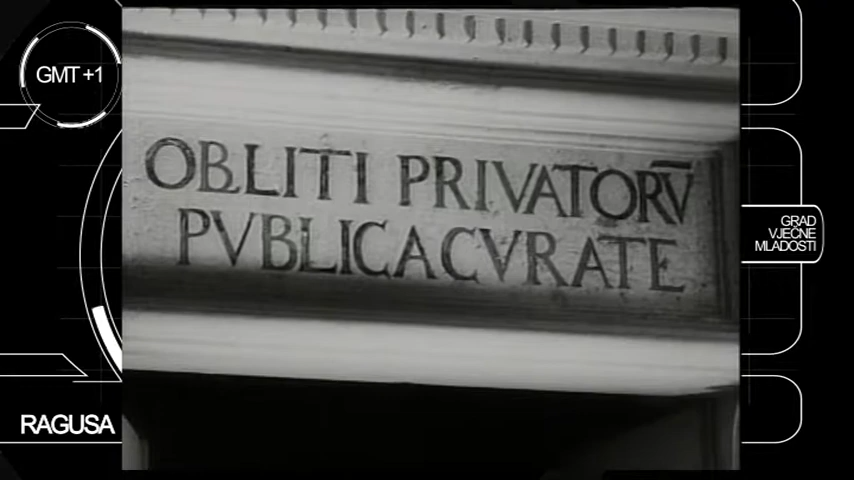 GMT +1
OBLITI PRIVATORV̄
PVBLICA CVRATE
GRAD
VJEČNE
MLADOSTI
RAGUSA